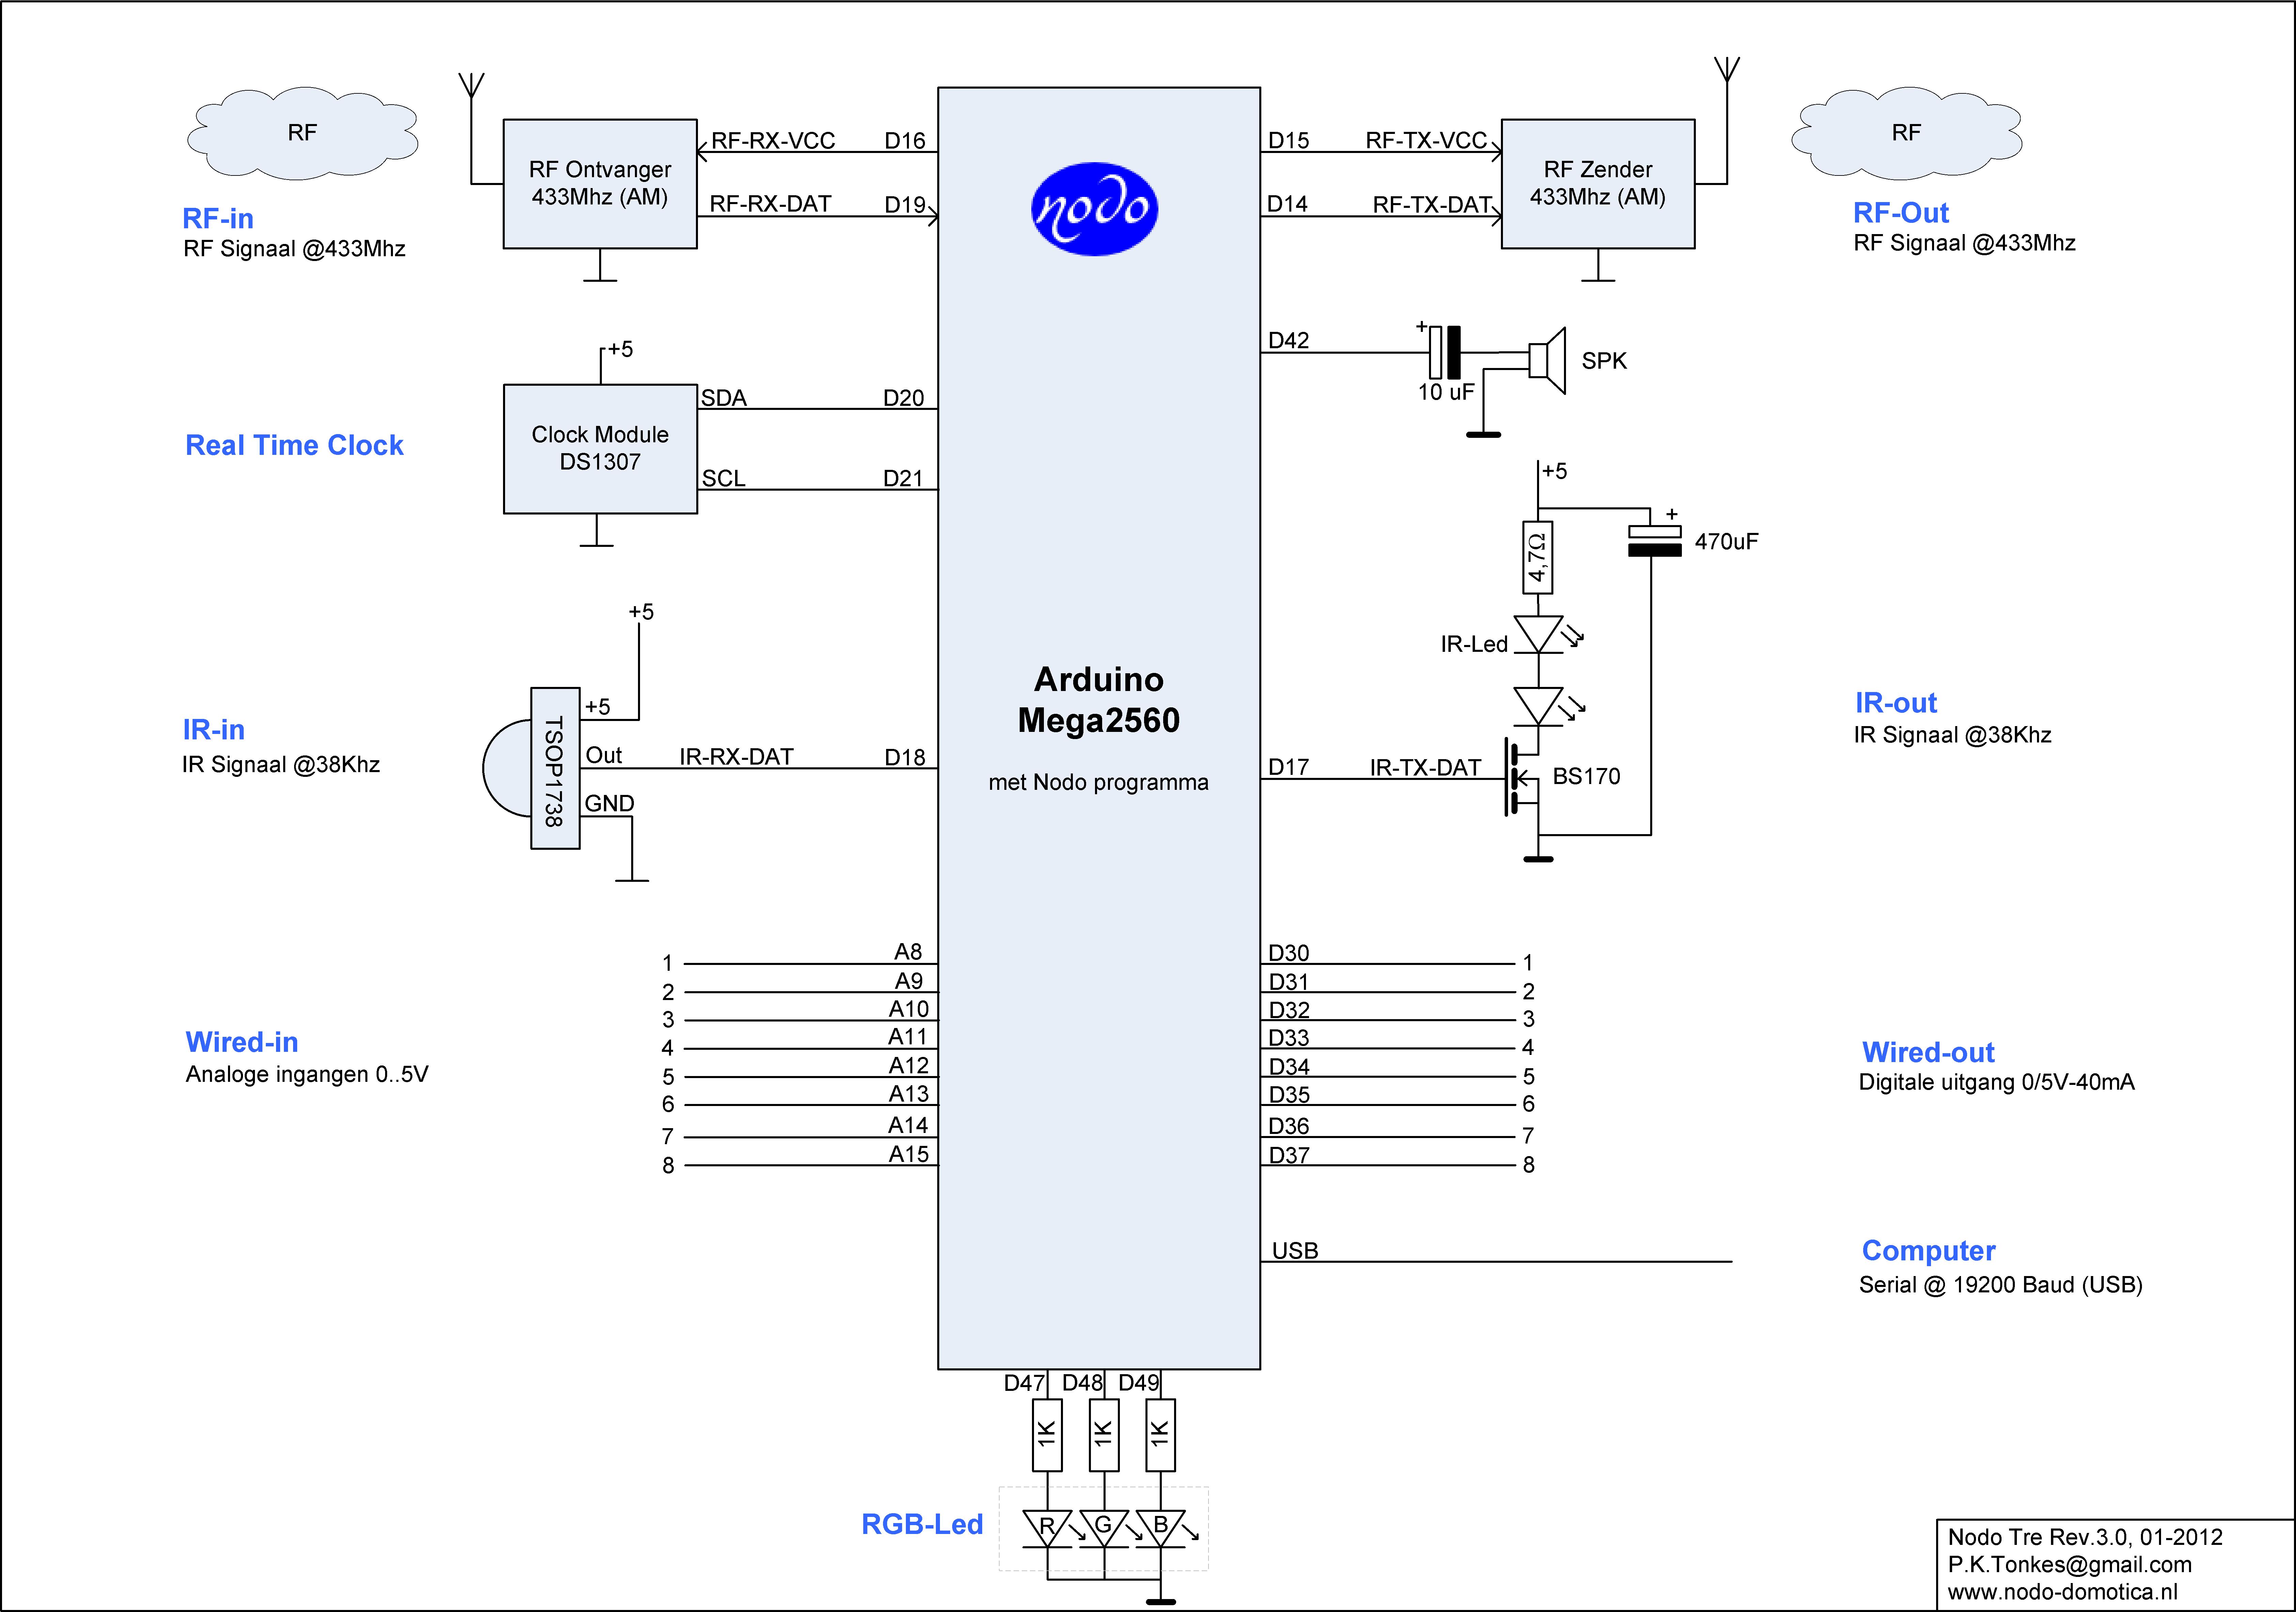 RF
RF-in
RF Signaal @433Mhz
RF Ontvanger
433Mhz (AM)
RF-RX-VCC
D16
RF-RX-DAT
D19
nodo
D15
RF-TX-VCC
D14
RF-TX-DAT
RF Zender
433Mhz (AM)
RF
RF-Out
RF Signaal @433Mhz
Real Time Clock
+5
Clock Module
DS1307
SDA
D20
SCL
D21
D42
+
10 uF
SPK
+5
4,7Ω
+
470uF
IR-Led
IR-in
IR Signaal @38Khz
+5
TSOP1738
+5
Out
GND
IR-RX-DAT
D18
Arduino
Mega2560
met Nodo programma
D17
IR-TX-DAT
BS170
IR-out
IR Signaal @38Khz
Wired-in
Analoge ingangen 0..5V
1 A8
2 A9
3 A10
4 A11
5 A12
6 A13
7 A14
8 A15
D30 1
D31 2
D32 3
D33 4
D34 5
D35 6
D36 7
D37 8
Wired-out
Digitale uitgang 0/5V-40mA
USB
Computer
Serial @ 19200 Baud (USB)
D47 D48 D49
1K 1K 1K
RGB-Led
R G B
Nodo Tre Rev.3.0, 01-2012
P.K.Tonkes@gmail.com
www.nodo-domotica.nl